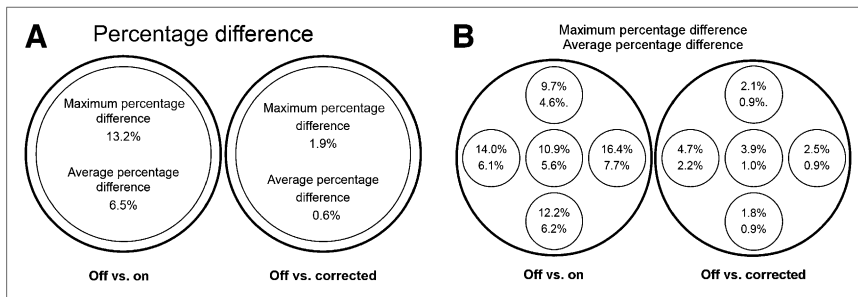 A
Percentage difference
Maximum percentage
difference
13.2%
Average percentage
difference
6.5%
Off vs. on
Maximum percentage
difference
1.9%
Average percentage
difference
0.6%
Off vs. corrected
B
Maximum percentage difference
Average percentage difference
9.7%
4.6%.
14.0%
6.1%
10.9%
5.6%
16.4%
7.7%
12.2%
6.2%
Off vs. on
2.1%
0.9%.
4.7%
2.2%
3.9%
1.0%
2.5%
0.9%
1.8%
0.9%
Off vs. corrected